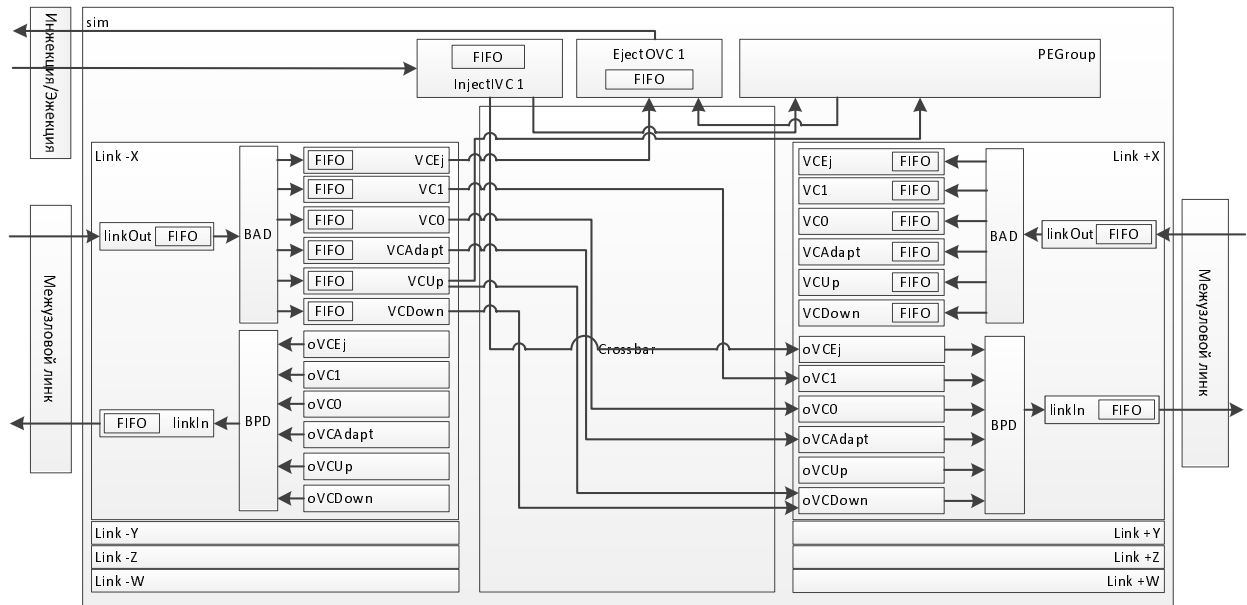 Инжекция/Эжекция
sim
FIFO
InjectIVC 1
EjectOVC 1
FIFO
PEGroup
Link -X
Межузловой линк
linkOut FIFO
BAD
FIFO VCEj
FIFO VC1
FIFO VC0
FIFO VCAdapt
FIFO VCUp
FIFO VCDown
oVCEj
oVC1
oVC0
oVCAdapt
oVCUp
oVCDown
BPD
FIFO linkIn
Link -Y
Link -Z
Link -W
Crossbar
Link +X
VCEj FIFO
VC1 FIFO
VC0 FIFO
VCAdapt FIFO
VCUp FIFO
VCDown FIFO
BAD
linkOut FIFO
oVCEj
oVC1
oVC0
oVCAdapt
oVCUp
oVCDown
BPD
linkIn FIFO
Межузловой линк
Link +Y
Link +Z
Link +W